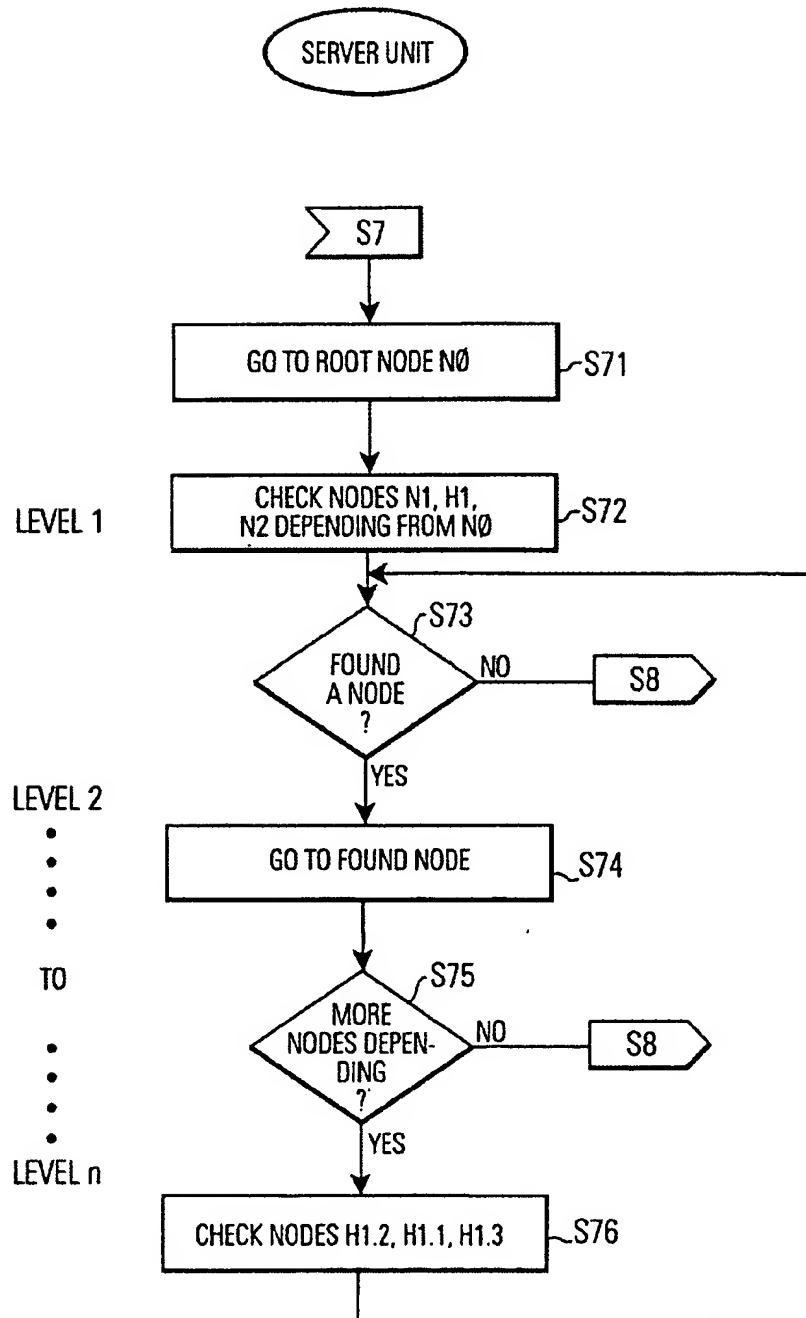 SERVER UNIT
S7
GO TO ROOT NODE NØ
S71
LEVEL 1
CHECK NODES N1, H1,
N2 DEPENDING FROM NØ
S72
S73
FOUND
A NODE
?
NO
S8
YES
LEVEL 2
GO TO FOUND NODE
S74
TO
S75
MORE
NODES DEPEN-
DING
?
NO
S8
YES
LEVEL n
CHECK NODES H1.2, H1.1, H1.3
S76